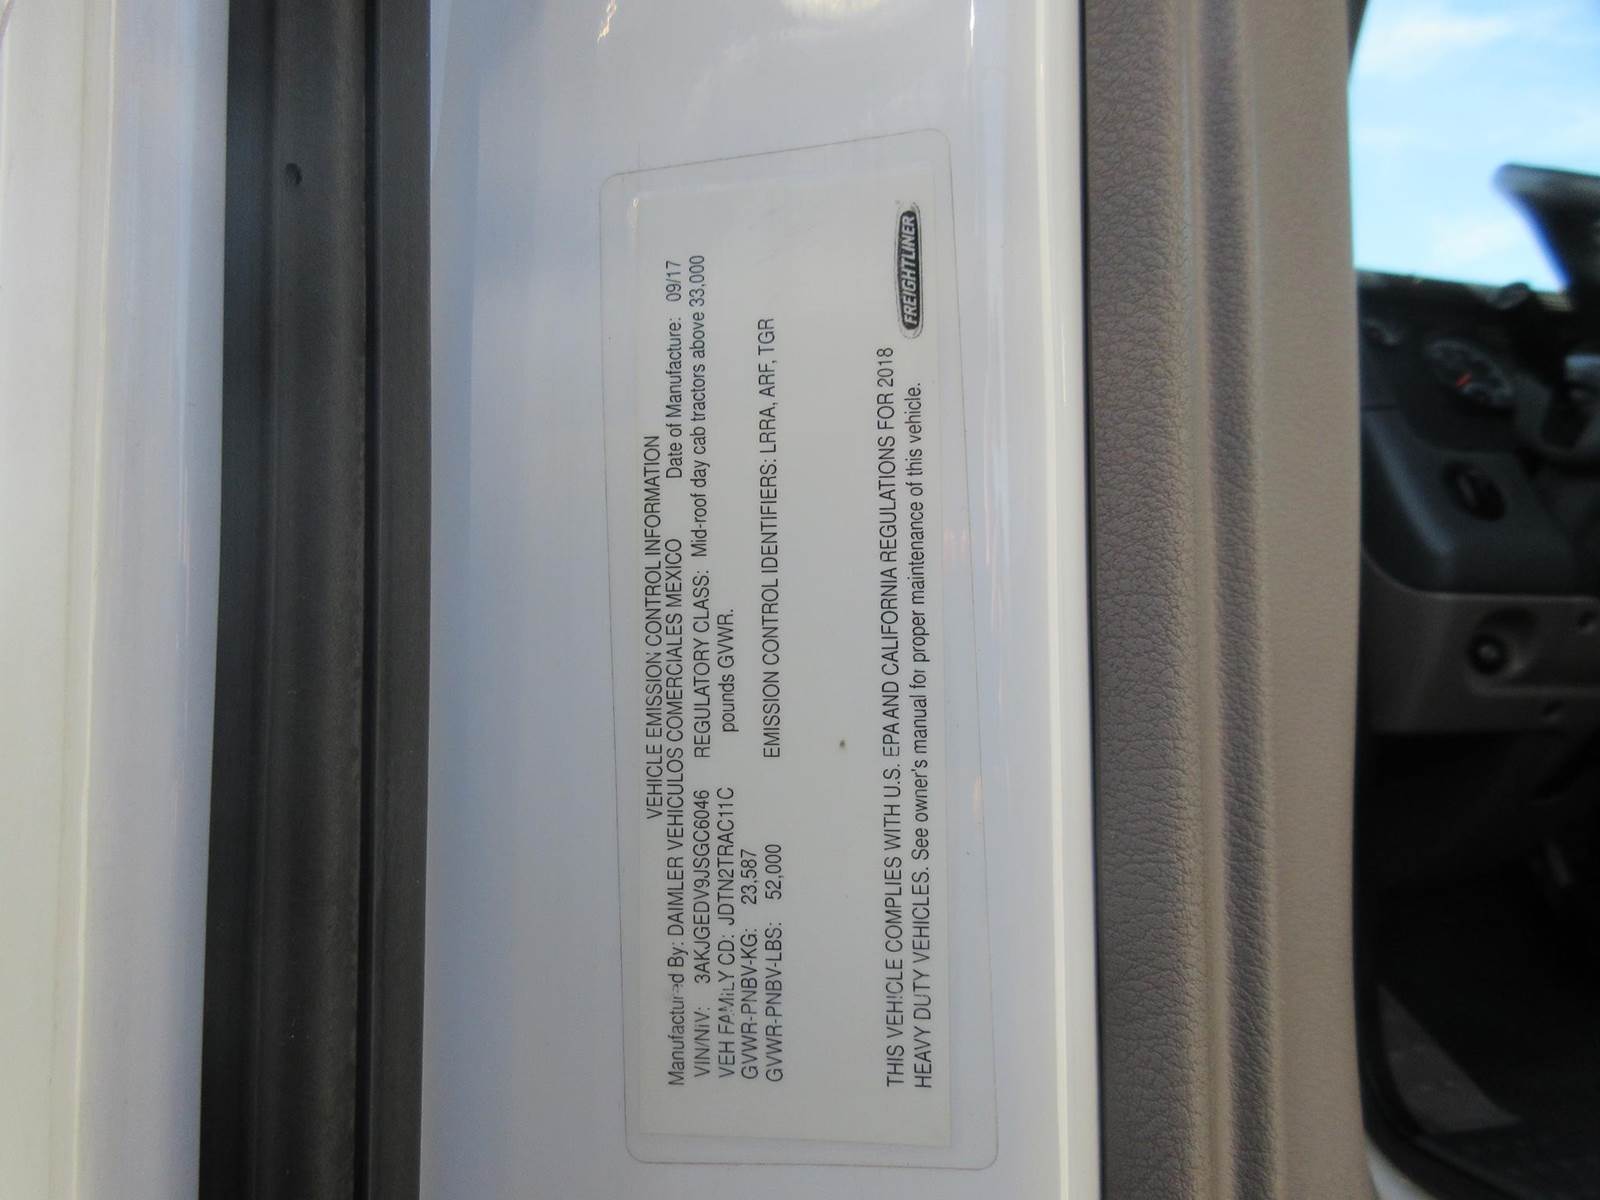 VEHICLE EMISSION CONTROL INFORMATION
Manufactured By: DAIMLER VEHICULOS COMERCIALES MEXICO Date of Manufacture: 09/17
VIN/NIV: 3AKJGEDV9JSGC6046 REGULATORY CLASS: Mid-roof day cab tractors above 33,000
VEH FAMILY CD: JDTN2TRAC11C pounds GVWR.
GVWR-PNBV-KG: 23,587
GVWR-PNBV-LBS: 52,000 EMISSION CONTROL IDENTIFIERS: LRRA, ARF, TGR
THIS VEHICLE COMPLIES WITH U.S. EPA AND CALIFORNIA REGULATIONS FOR 2018
HEAVY DUTY VEHICLES. See owner's manual for proper maintenance of this vehicle.
FREIGHTLINER